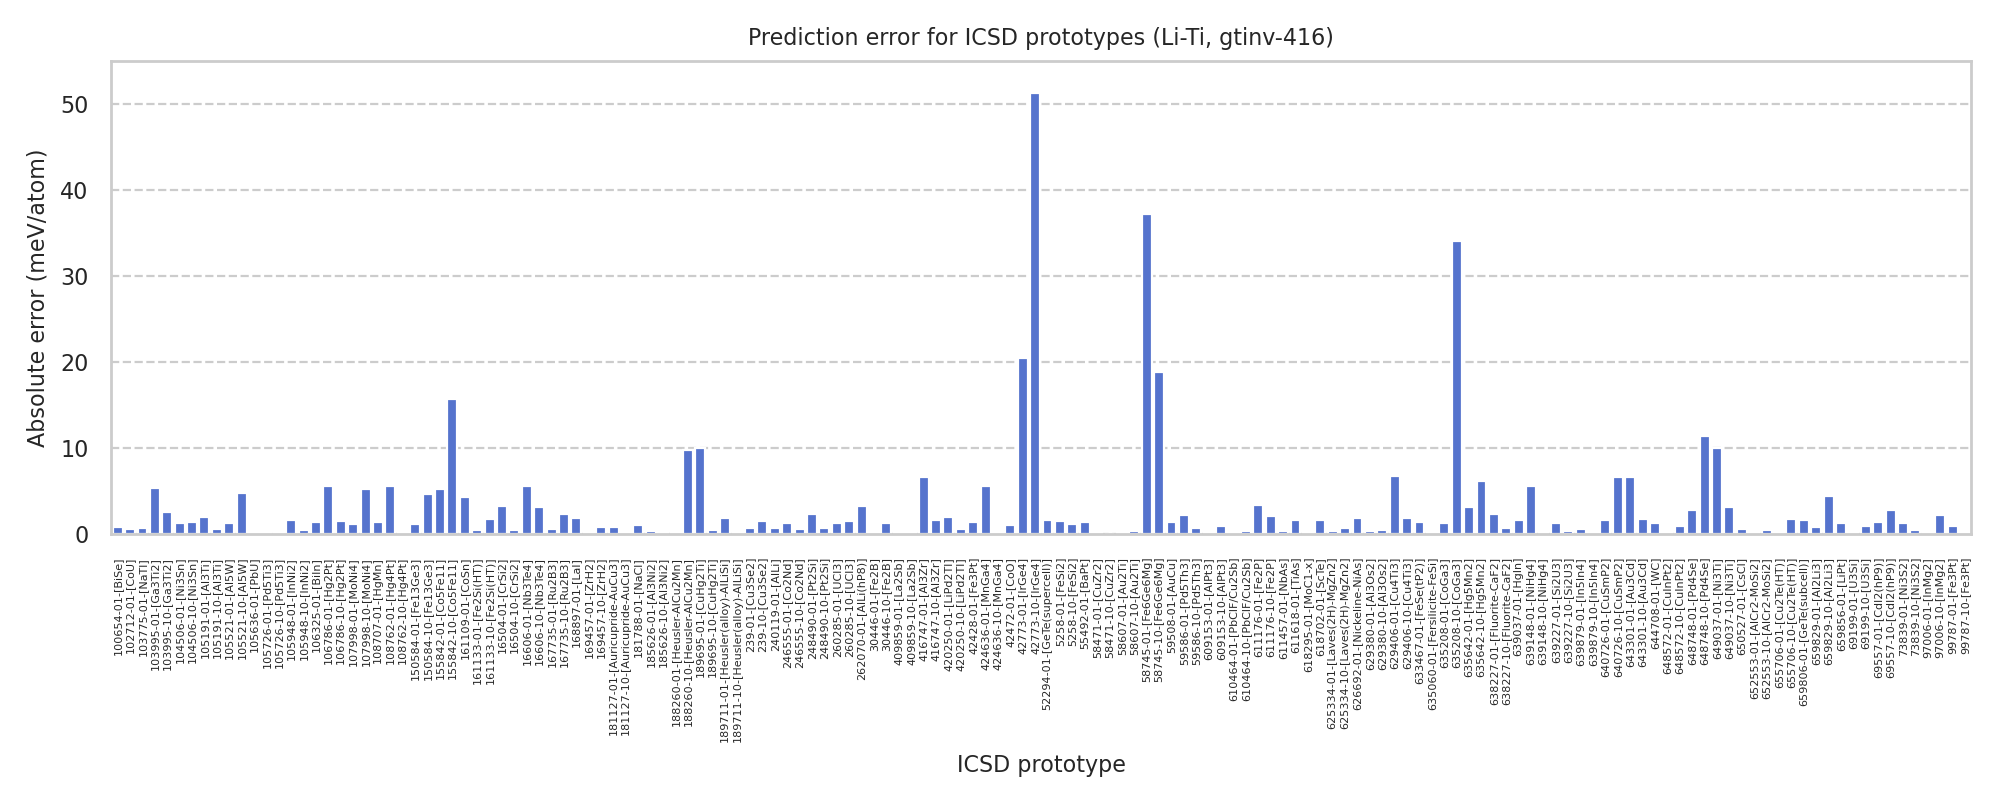 Prediction error for ICSD prototypes (Li-Ti, gtinv-416)
Absolute error (meV/atom)
50
40
30
20
10
0
100654-01-[BiSe]
102712-01-[CoU]
103775-01-[NaTl]
103995-01-[Ga3Ti2]
103995-10-[Ga3Ti2]
104506-01-[Ni3Sn]
104506-10-[Ni3Sn]
105191-01-[Al3Ti]
105191-10-[Al3Ti]
105521-01-[Al5W]
105521-10-[Al5W]
105636-01-[PbU]
105726-01-[Pd5Ti3]
105726-10-[Pd5Ti3]
105948-01-[InNi2]
105948-10-[InNi2]
106325-01-[BiIn]
106786-01-[Hg2Pt]
106786-10-[Hg2Pt]
107998-01-[MoNi4]
107998-10-[MoNi4]
108707-01-[HgMn]
108762-01-[Hg4Pt]
108762-10-[Hg4Pt]
150584-01-[Fe13Ge3]
150584-10-[Fe13Ge3]
155842-01-[Co5Fe11]
155842-10-[Co5Fe11]
161109-01-[CoSn]
161133-01-[Fe2Si(HT)]
161133-10-[Fe2Si(HT)]
16504-01-[CrSi2]
16504-10-[CrSi2]
16606-01-[Nb3Te4]
16606-10-[Nb3Te4]
167735-01-[Ru2B3]
167735-10-[Ru2B3]
168897-01-[LaI]
169457-01-[ZrH2]
169457-10-[ZrH2]
181127-01-[Auricupride-AuCu3]
181127-10-[Auricupride-AuCu3]
181788-01-[NaCl]
185626-01-[Al3Ni2]
185626-10-[Al3Ni2]
188260-01-[Heusler-AlCu2Mn]
188260-10-[Heusler-AlCu2Mn]
189695-01-[CuHg2Ti]
189695-10-[CuHg2Ti]
189711-01-[Heusler(alloy)-AlLiSi]
189711-10-[Heusler(alloy)-AlLiSi]
239-01-[Cu3Se2]
239-10-[Cu3Se2]
240119-01-[AlLi]
246555-01-[Co2Nd]
246555-10-[Co2Nd]
248490-01-[Pt2Si]
248490-10-[Pt2Si]
260285-01-[UCl3]
260285-10-[UCl3]
262070-01-[AlLi(hP8)]
30446-01-[Fe2B]
30446-10-[Fe2B]
409859-01-[La2Sb]
409859-10-[La2Sb]
416747-01-[Al3Zr]
416747-10-[Al3Zr]
420250-01-[LiPd2Tl]
420250-10-[LiPd2Tl]
42428-01-[Fe3Pt]
424636-01-[MnGa4]
424636-10-[MnGa4]
42472-01-[CoO]
42773-01-[IrGe4]
42773-10-[IrGe4]
52294-01-[GeTe(supercell)]
5258-01-[FeSi2]
5258-10-[FeSi2]
55492-01-[BaPt]
58471-01-[CuZr2]
58471-10-[CuZr2]
58607-01-[Au2Ti]
58607-10-[Au2Ti]
58745-01-[Fe6Ge6Mg]
58745-10-[Fe6Ge6Mg]
59508-01-[AuCu]
59586-01-[Pd5Th3]
59586-10-[Pd5Th3]
609153-01-[AlPt3]
609153-10-[AlPt3]
610464-01-[PbClF/Cu2Sb]
610464-10-[PbClF/Cu2Sb]
611176-01-[Fe2P]
611176-10-[Fe2P]
611457-01-[NbAs]
611618-01-[TiAs]
618295-01-[MoC1-x]
618702-01-[ScTe]
625334-01-[Laves(2H)-MgZn2]
625334-10-[Laves(2H)-MgZn2]
626692-01-[Nickeline-NiAs]
629380-01-[Al3Os2]
629380-10-[Al3Os2]
629406-01-[Cu4Ti3]
629406-10-[Cu4Ti3]
633467-01-[FeSe(tP2)]
635060-01-[Fersilicite-FeSi]
635208-01-[CoGa3]
635208-10-[CoGa3]
635642-01-[Hg5Mn2]
635642-10-[Hg5Mn2]
638227-01-[Fluorite-CaF2]
638227-10-[Fluorite-CaF2]
639037-01-[HgIn]
639148-01-[NiHg4]
639148-10-[NiHg4]
639227-01-[Si2U3]
639227-10-[Si2U3]
639879-01-[In5In4]
639879-10-[In5In4]
640726-01-[CuSmP2]
640726-10-[CuSmP2]
643301-01-[Au3Cd]
643301-10-[Au3Cd]
644708-01-[WC]
648572-01-[CuInPt2]
648572-10-[CuInPt2]
648748-01-[Pd4Se]
648748-10-[Pd4Se]
649037-01-[Ni3Ti]
649037-10-[Ni3Ti]
650527-01-[CsCl]
652553-01-[AlCr2-MoSi2]
652553-10-[AlCr2-MoSi2]
655706-01-[Cu2Te(HT)]
655706-10-[Cu2Te(HT)]
659806-01-[GeTe(subcell)]
659829-01-[Al2Li3]
659829-10-[Al2Li3]
659856-01-[LiPt]
69199-01-[U3Si]
69199-10-[U3Si]
69557-01-[CdI2(hP9)]
69557-10-[CdI2(hP9)]
73839-01-[Ni3S2]
73839-10-[Ni3S2]
97006-01-[InMg2]
97006-10-[InMg2]
99787-01-[Fe3Pt]
99787-10-[Fe3Pt]
ICSD prototype